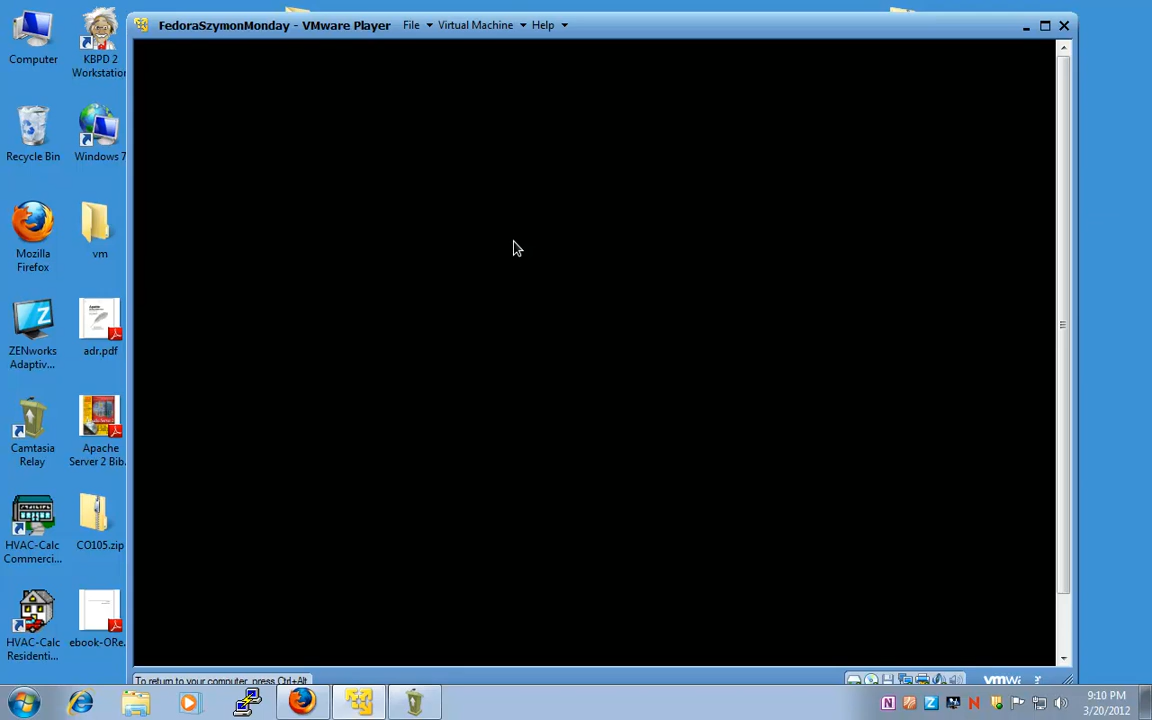 FedoraSzymonMonday - VMware Player File Virtual Machine Help
Computer
KBPD 2
Workstation
Recycle Bin
Windows 7
Mozilla
Firefox
vm
ZENworks
Adaptiv...
adr.pdf
Camtasia
Relay
Apache
Server 2 Bib...
HVAC-Calc
Commerci...
CO105.zip
HVAC-Calc
Residenti...
ebook-ORe...
To return to your computer, press Ctrl+Alt.
9:10 PM
3/20/2012